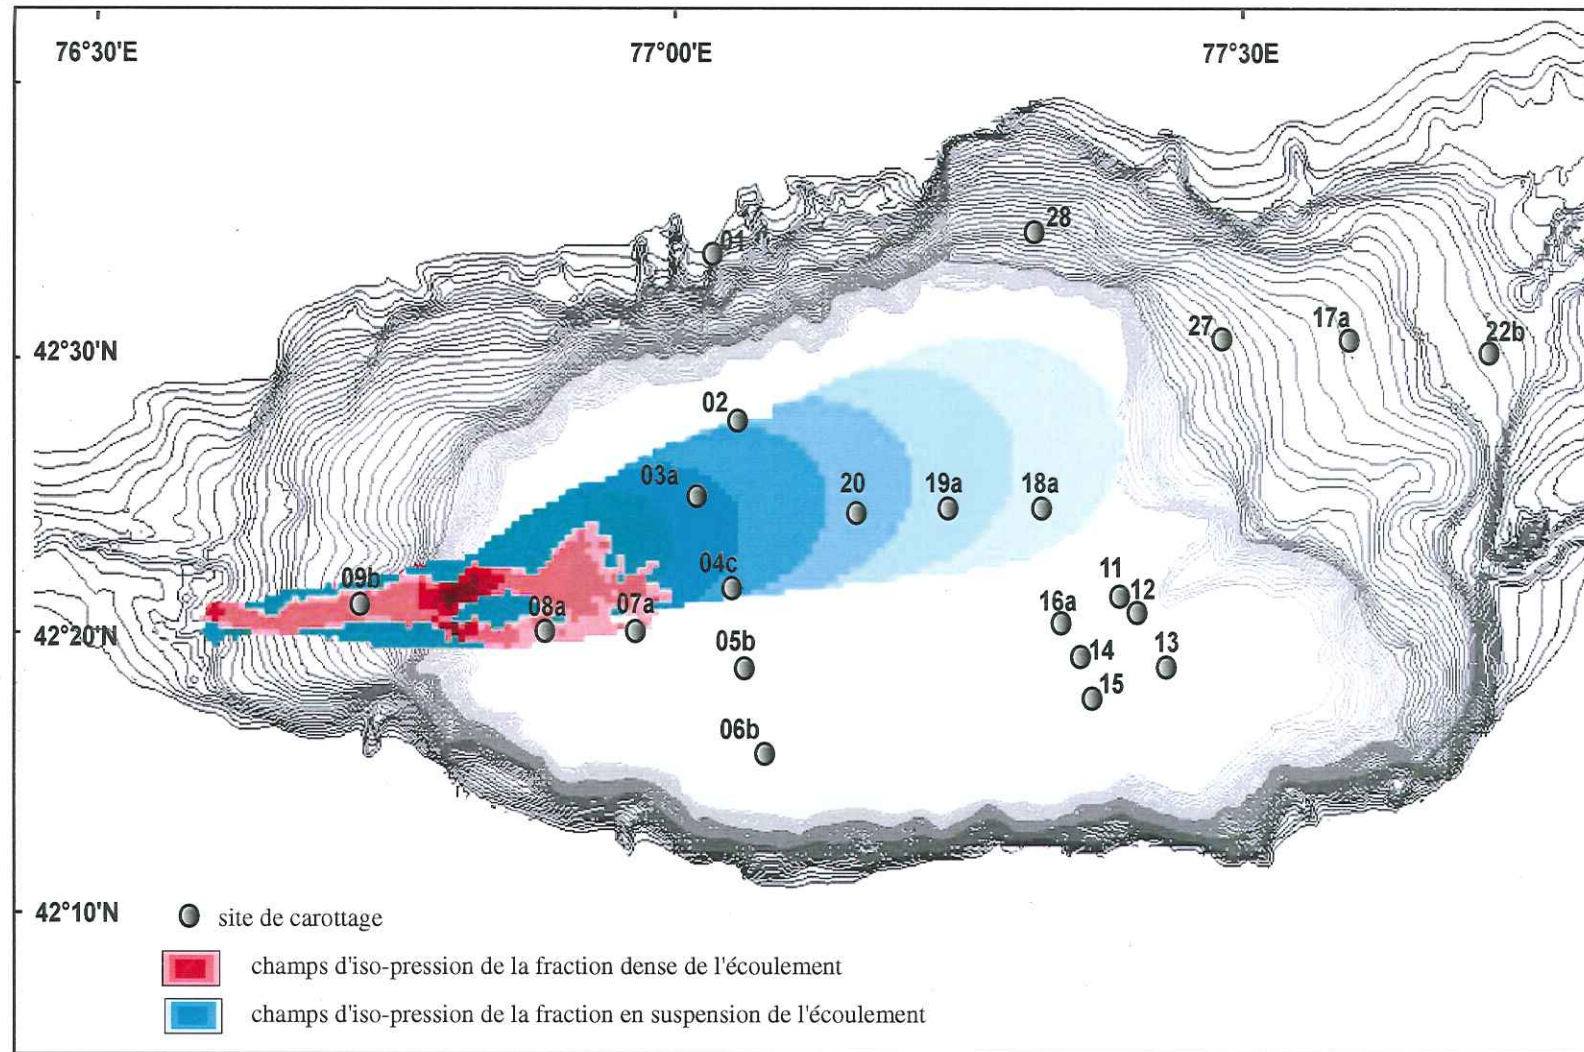 76°30'E 77°00'E 77°30'E
01
28
27
17a
22b
42°30'N
02
03a
20
19a
18a
04c
09b
08a
07a
11
12
16a
42°20'N
05b
14
13
15
06b
42°10'N
site de carottage
champs d'iso-pression de la fraction dense de l'écoulement
champs d'iso-pression de la fraction en suspension de l'écoulement